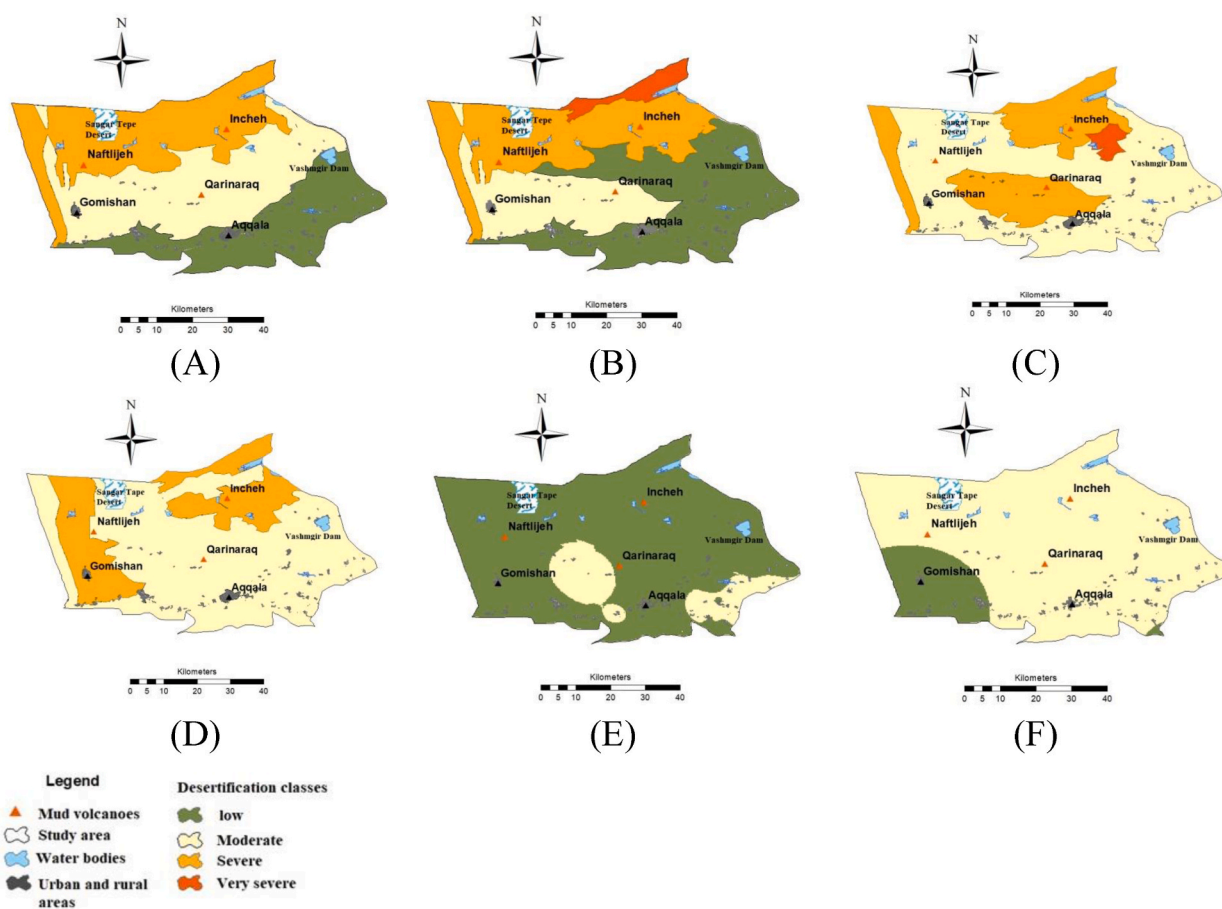 N
Sangar Tepe
Desert
Incheh
Naftlijeh
Vashmgir Dam
Qarinaraq
Gomishan
Aqqala
Kilometers
0 5 10 20 30 40
(A)
N
Sangar Tepe
Desert
Incheh
Naftlijeh
Vashmgir Dam
Qarinaraq
Gomishan
Aqqala
Kilometers
0 5 10 20 30 40
(B)
N
Sangar Tape
Desert
Incheh
Naftlijeh
Vashmgir Dam
Qarinaraq
Gomishan
Aqqala
Kilometers
0 5 10 20 30 40
(C)
N
Sangar Tape
Desert
Incheh
Naftlijeh
Vashmgir Dam
Qarinaraq
Gomishan
Aqqala
Kilometers
0 5 10 20 30 40
(D)
N
Sangar Tape
Desert
Incheh
Naftlijeh
Vashmgir Dam
Qarinaraq
Gomishan
Aqqala
Kilometers
0 5 10 20 30 40
(E)
N
Sangar Tape
Desert
Incheh
Naftlijeh
Vashmgir Dam
Qarinaraq
Gomishan
Aqqala
Kilometers
0 5 10 20 30 40
(F)
Legend
Mud volcanoes
Study area
Water bodies
Urban and rural
areas
Desertification classes
low
Moderate
Severe
Very severe